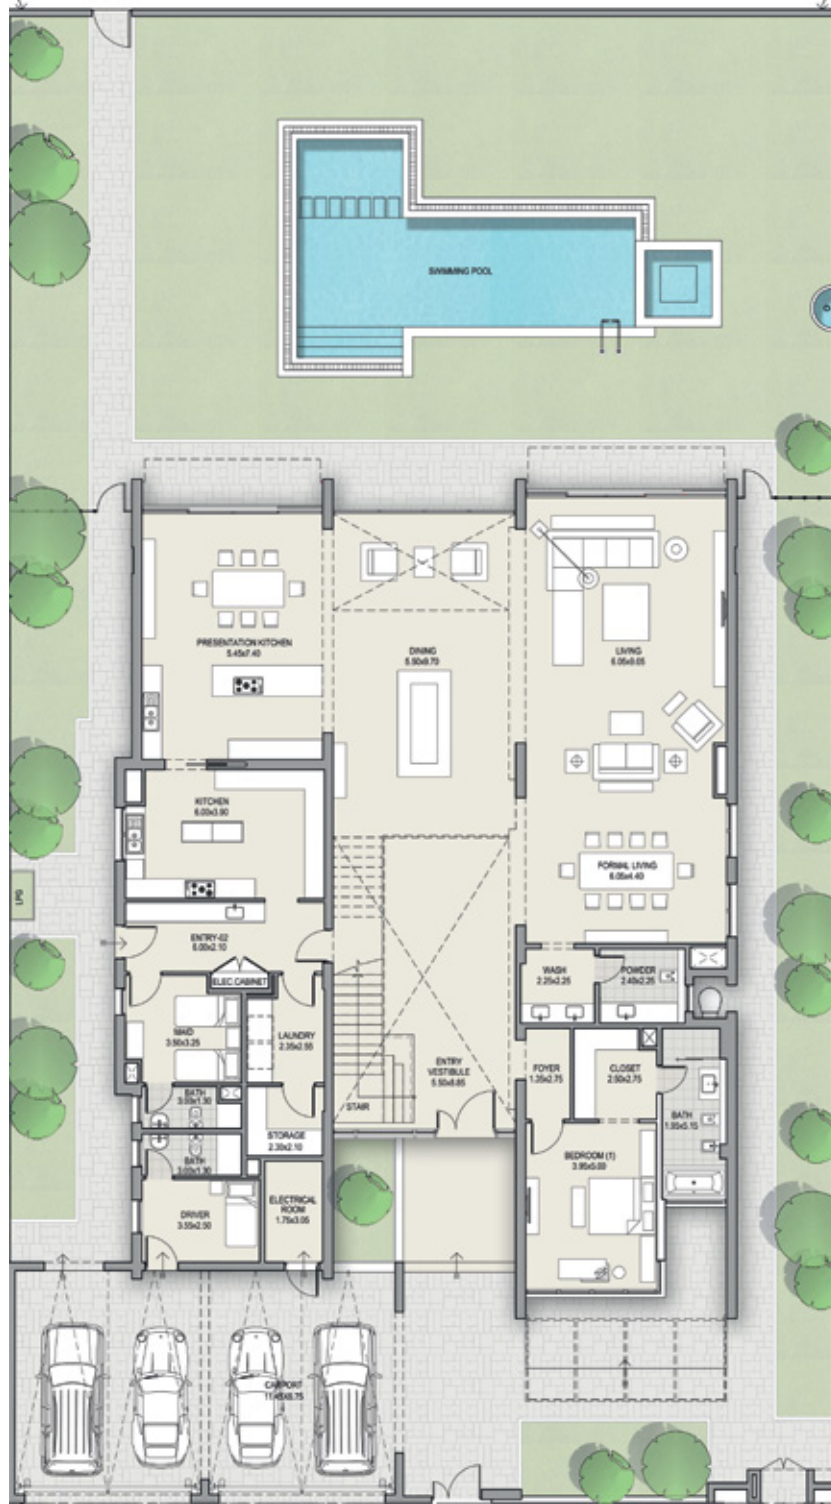 SWIMMING POOL
PRESENTATION KITCHEN
5.45x7.40
DINING
5.50x9.70
LIVING
6.05x9.05
KITCHEN
6.00x3.90
FORMAL LIVING
6.05x4.40
LPG
ENTRY-02
6.00x2.10
ELEC.CABINET
WASH
2.25x2.25
POWDER
2.40x2.25
MAID
3.50x3.25
LAUNDRY
2.35x2.55
ENTRY
VESTIBULE
5.50x8.85
FOYER
1.35x2.75
CLOSET
2.50x2.75
BATH
3.00x1.30
STAIR
BATH
1.95x5.15
STORAGE
2.30x2.10
BATH
3.00x1.30
BEDROOM (1)
3.95x5.00
DRIVER
3.55x2.50
ELECTRICAL
ROOM
1.75x3.05
CARPORT